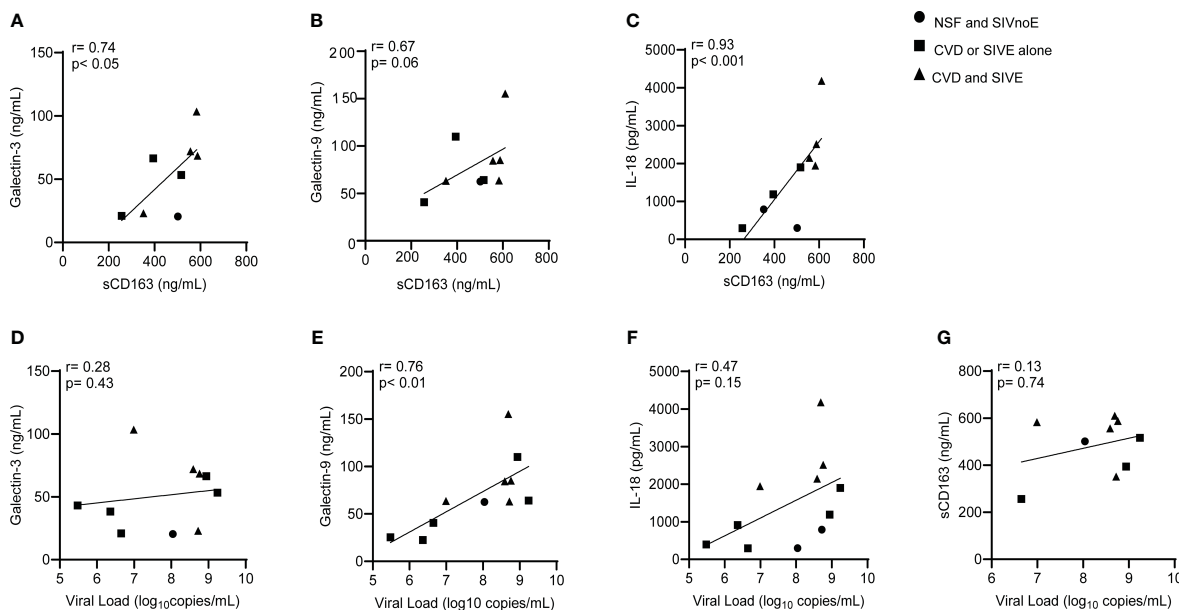 A
r= 0.74
p< 0.05
Galectin-3 (ng/mL)
150
100
50
0
0 200 400 600 800
sCD163 (ng/mL)
B
r= 0.67
p= 0.06
Galectin-9 (ng/mL)
200
150
100
50
0
0 200 400 600 800
sCD163 (ng/mL)
C
r= 0.93
p< 0.001
IL-18 (pg/mL)
5000
4000
3000
2000
1000
0
0 200 400 600 800
sCD163 (ng/mL)
NSF and SIVnoE
CVD or SIVE alone
CVD and SIVE
D
r= 0.28
p= 0.43
Galectin-3 (ng/mL)
150
100
50
0
5 6 7 8 9 10
Viral Load (log10copies/mL)
E
r= 0.76
p< 0.01
Galectin-9 (ng/mL)
200
150
100
50
0
5 6 7 8 9 10
Viral Load (log10 copies/mL)
F
r= 0.47
p= 0.15
IL-18 (pg/mL)
5000
4000
3000
2000
1000
0
5 6 7 8 9 10
Viral Load (log10 copies/mL)
G
r= 0.13
p= 0.74
sCD163 (ng/mL)
800
600
400
200
0
6 7 8 9 10
Viral Load (log10 copies/mL)